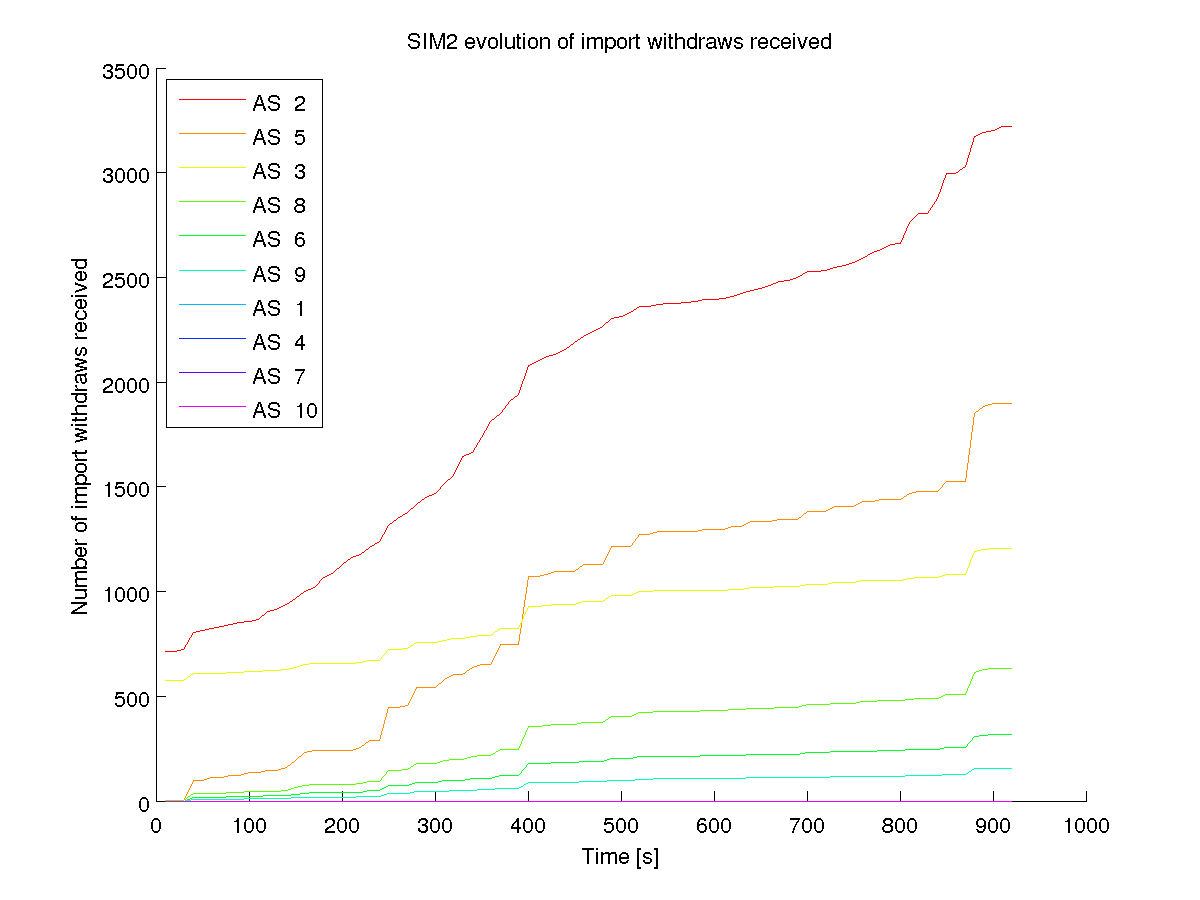 SIM2 evolution of import withdraws received
3500
3000
2500
2000
1500
1000
500
0
Number of import withdraws received
AS 2
AS 5
AS 3
AS 8
AS 6
AS 9
AS 1
AS 4
AS 7
AS 10
0 100 200 300 400 500 600 700 800 900 1000
Time [s]